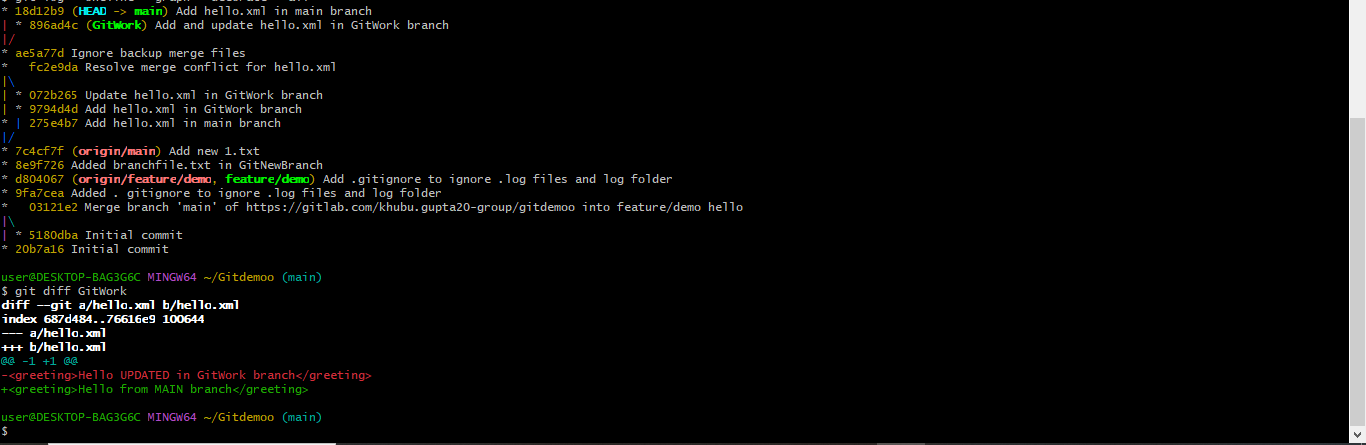 * 18d12b9 (HEAD -> main) Add hello.xml in main branch
| * 896ad4c (GitWork) Add and update hello.xml in GitWork branch
|/
* ae5a77d Ignore backup merge files
*   fc2e9da Resolve merge conflict for hello.xml
|\
| * 072b265 Update hello.xml in GitWork branch
| * 9794d4d Add hello.xml in GitWork branch
* | 275e4b7 Add hello.xml in main branch
|/
* 7c4cf7f (origin/main) Add new 1.txt
* 8e9f726 Added branchfile.txt in GitNewBranch
* d804067 (origin/feature/demo, feature/demo) Add .gitignore to ignore .log files and log folder
* 9fa7cea Added . gitignore to ignore .log files and log folder
*   03121e2 Merge branch 'main' of https://gitlab.com/khubu.gupta20-group/gitdemoo into feature/demo hello
|\
| * 5180dba Initial commit
* 20b7a16 Initial commit
user@DESKTOP-BAG3G6C MINGW64 ~/Gitdemoo (main)
$ git diff GitWork
diff --git a/hello.xml b/hello.xml
index 687d484..76616e9 100644
--- a/hello.xml
+++ b/hello.xml
@@ -1 +1 @@
-<greeting>Hello UPDATED in GitWork branch</greeting>
+<greeting>Hello from MAIN branch</greeting>
user@DESKTOP-BAG3G6C MINGW64 ~/Gitdemoo (main)
$